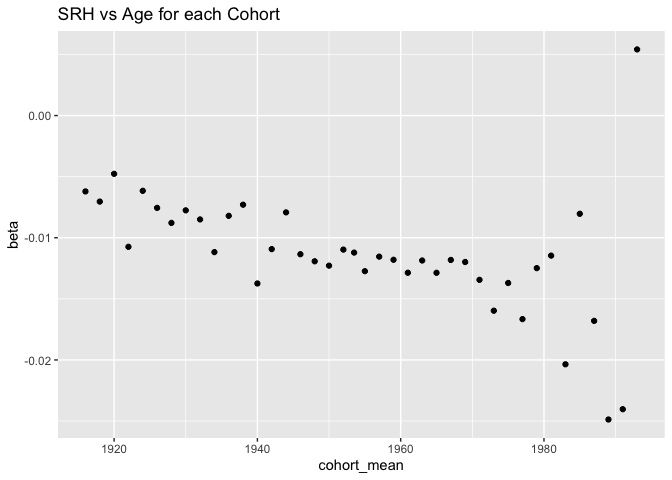 SRH vs Age for each Cohort
0.00
-0.01
-0.02
beta
1920 1940 1960 1980
cohort_mean